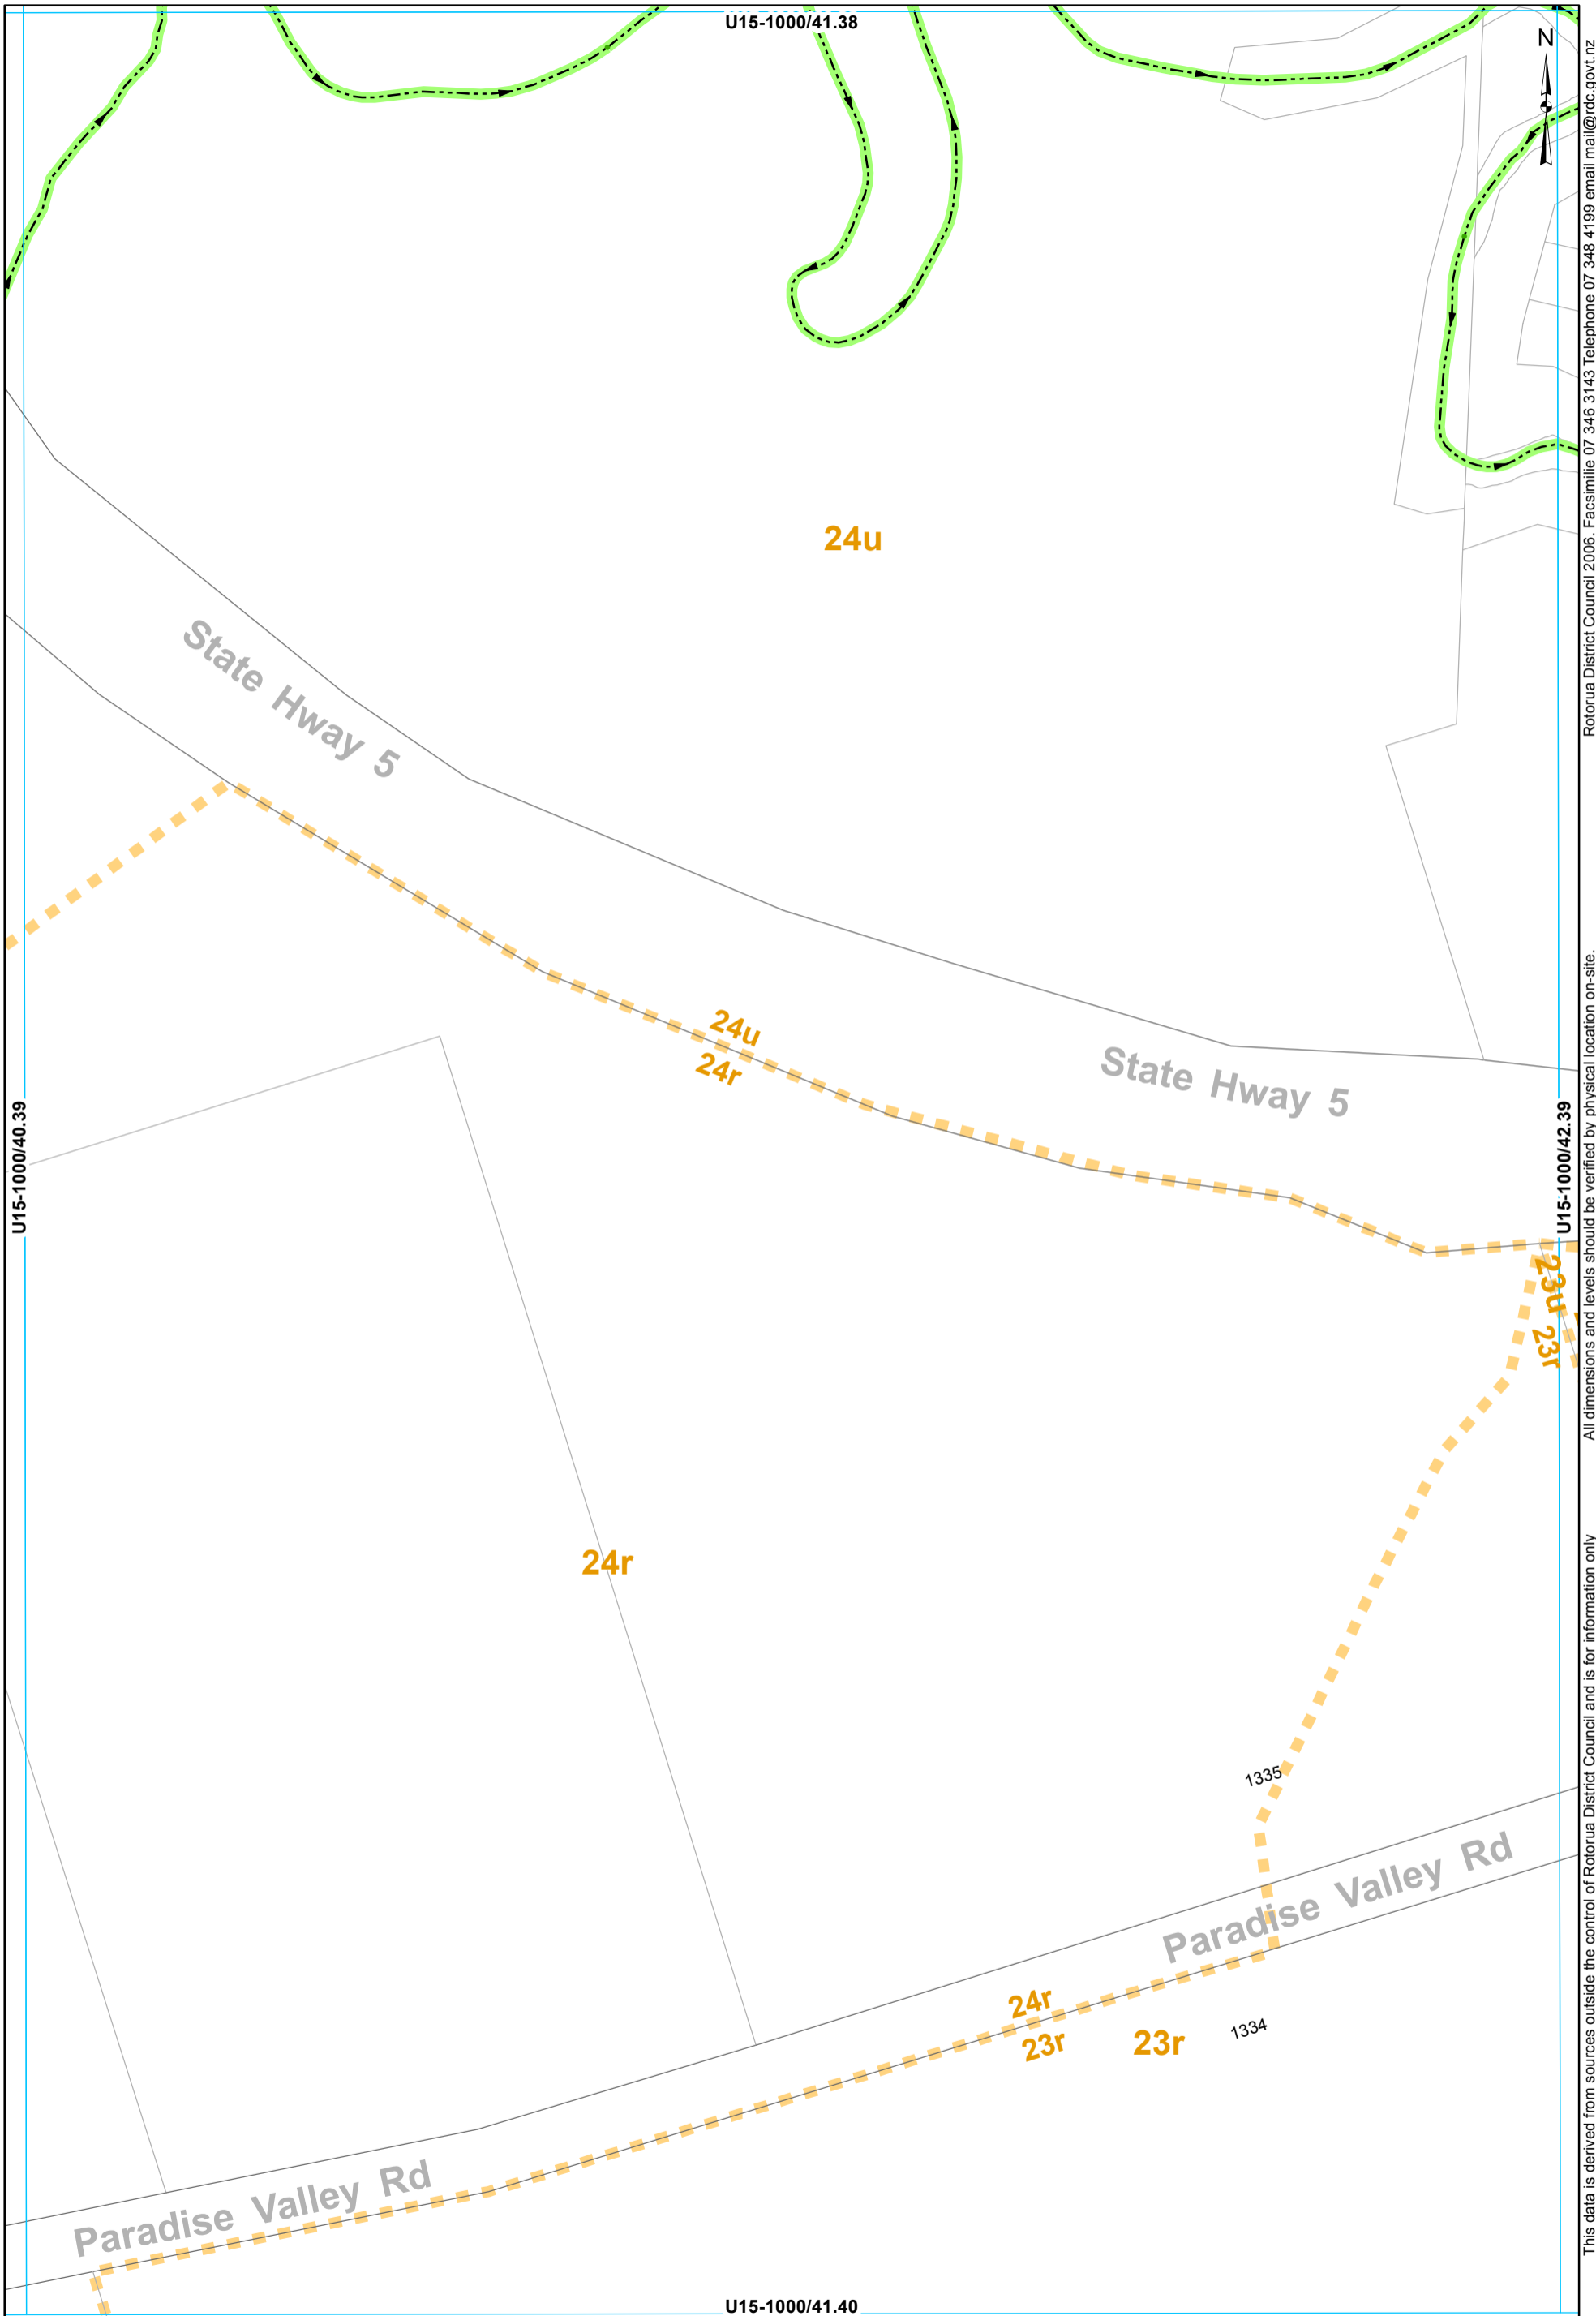 U15-1000/41.38
N
24u
State Hway 5
24u
24r
State Hway 5
U15-1000/40.39
U15-1000/42.39
23u
23r
24r
1335
Paradise Valley Rd
24r
23r
23r
1334
Paradise Valley Rd
U15-1000/41.40
Rotorua District Council 2006. Facsimilie 07 346 3143 Telephone 07 348 4199 email mail@rdc.govt.nz
All dimensions and levels should be verified by physical location on-site.
This data is derived from sources outside the control of Rotorua District Council and is for information only